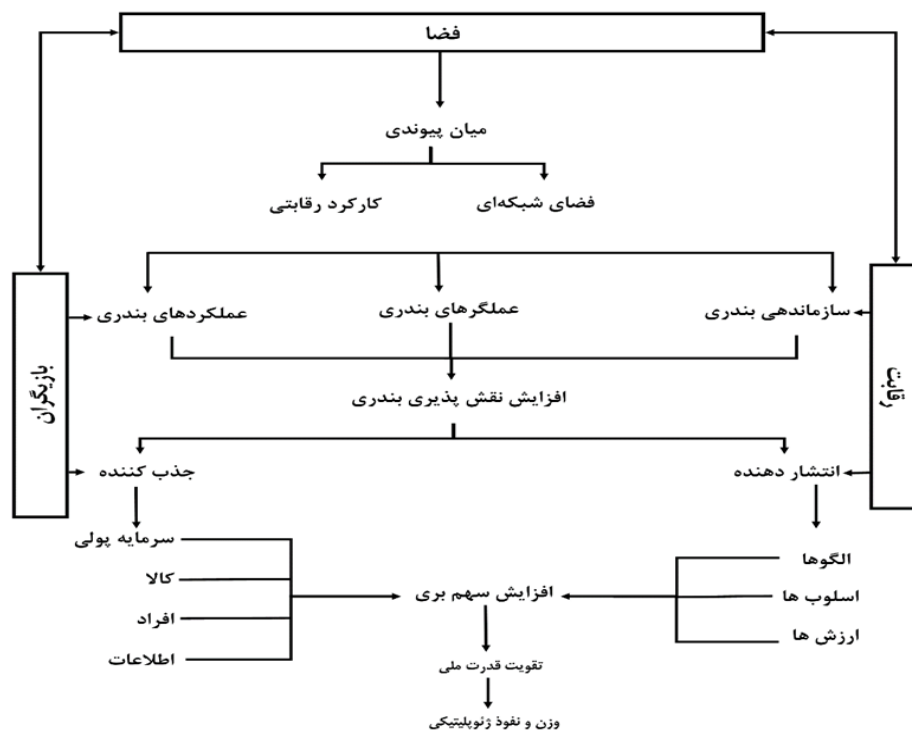 فضا
میان پیوندی
فضای شبکه‌ای
کارکرد رقابتی
رقابت
بازیگران
سازماندهی بندری
عملگرهای بندری
عملکردهای بندری
افزایش نقش پذیری بندری
انتشار دهنده
جذب کننده
الگوها
اسلوب ها
ارزش ها
سرمایه پولی
کالا
افراد
اطلاعات
افزایش سهم بری
تقویت قدرت ملی
وزن و نفوذ ژئوپلیتیکی